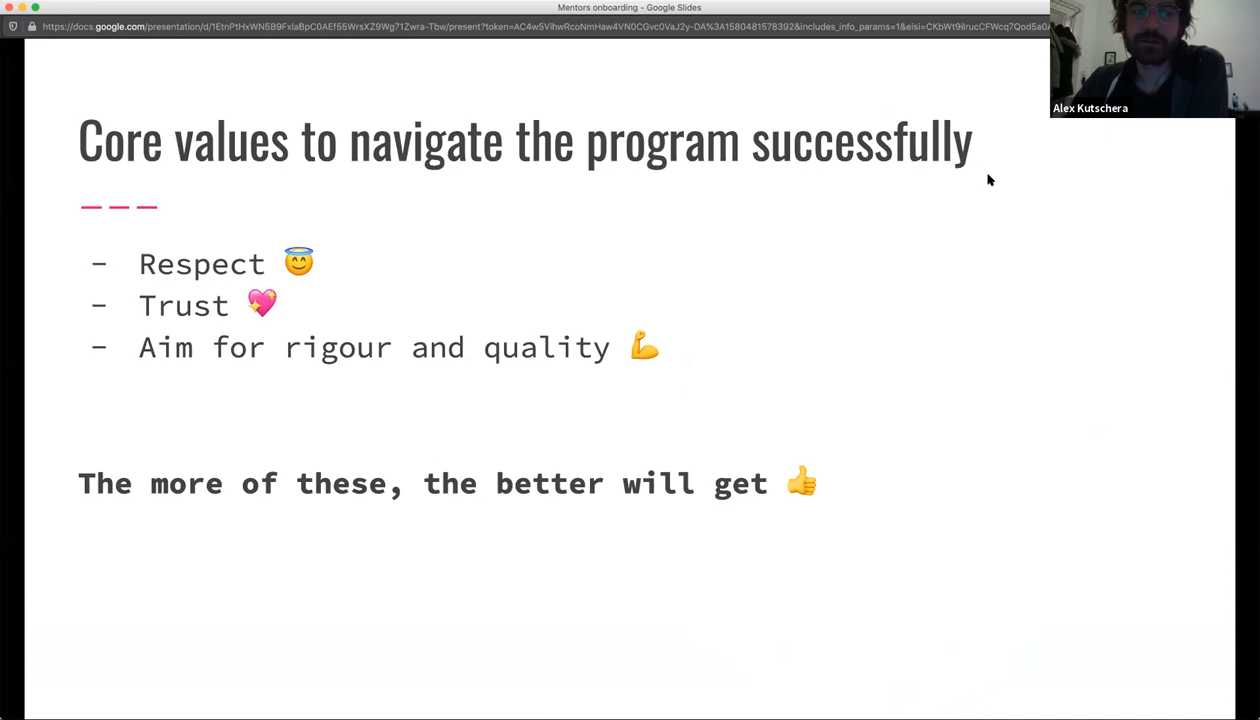 Mentors onboarding - Google Slides
Alex Kutschera
Core values to navigate the program successfully
- Respect 😇
- Trust 💖
- Aim for rigour and quality 💪
The more of these, the better will get 👍